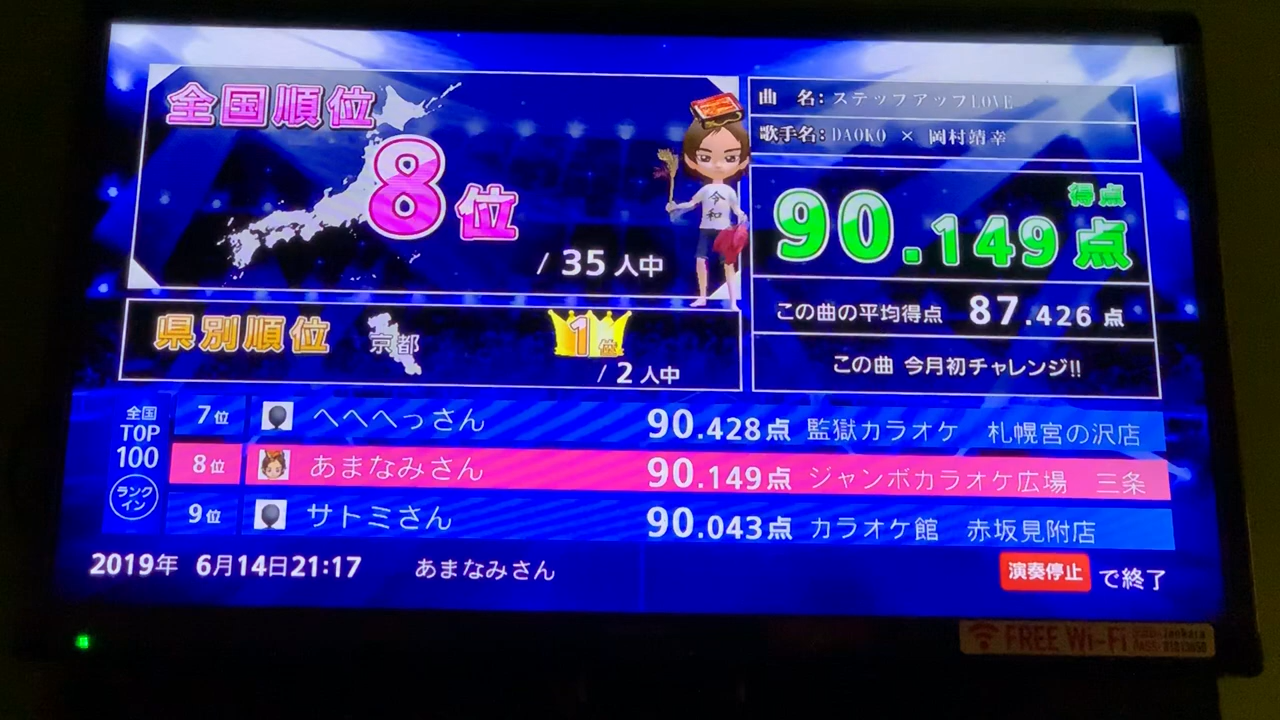 全国順位
8位
/ 35人中
令和
曲 名:ステップアップLOVE
歌手名:DAOKO × 岡村靖幸
得点
90.149点
この曲の平均得点 87.426点
この曲 今月初チャレンジ!!
県別順位 京都 1位
/ 2人中
全国
TOP
100
ランク
イン
7位 へへへっさん 90.428点 監獄カラオケ 札幌宮の沢店
8位 あまなみさん 90.149点 ジャンボカラオケ広場 三条
9位 サトミさん 90.043点 カラオケ館 赤坂見附店
2019年 6月14日21:17 あまなみさん 演奏停止 で終了
FREE Wi-Fi